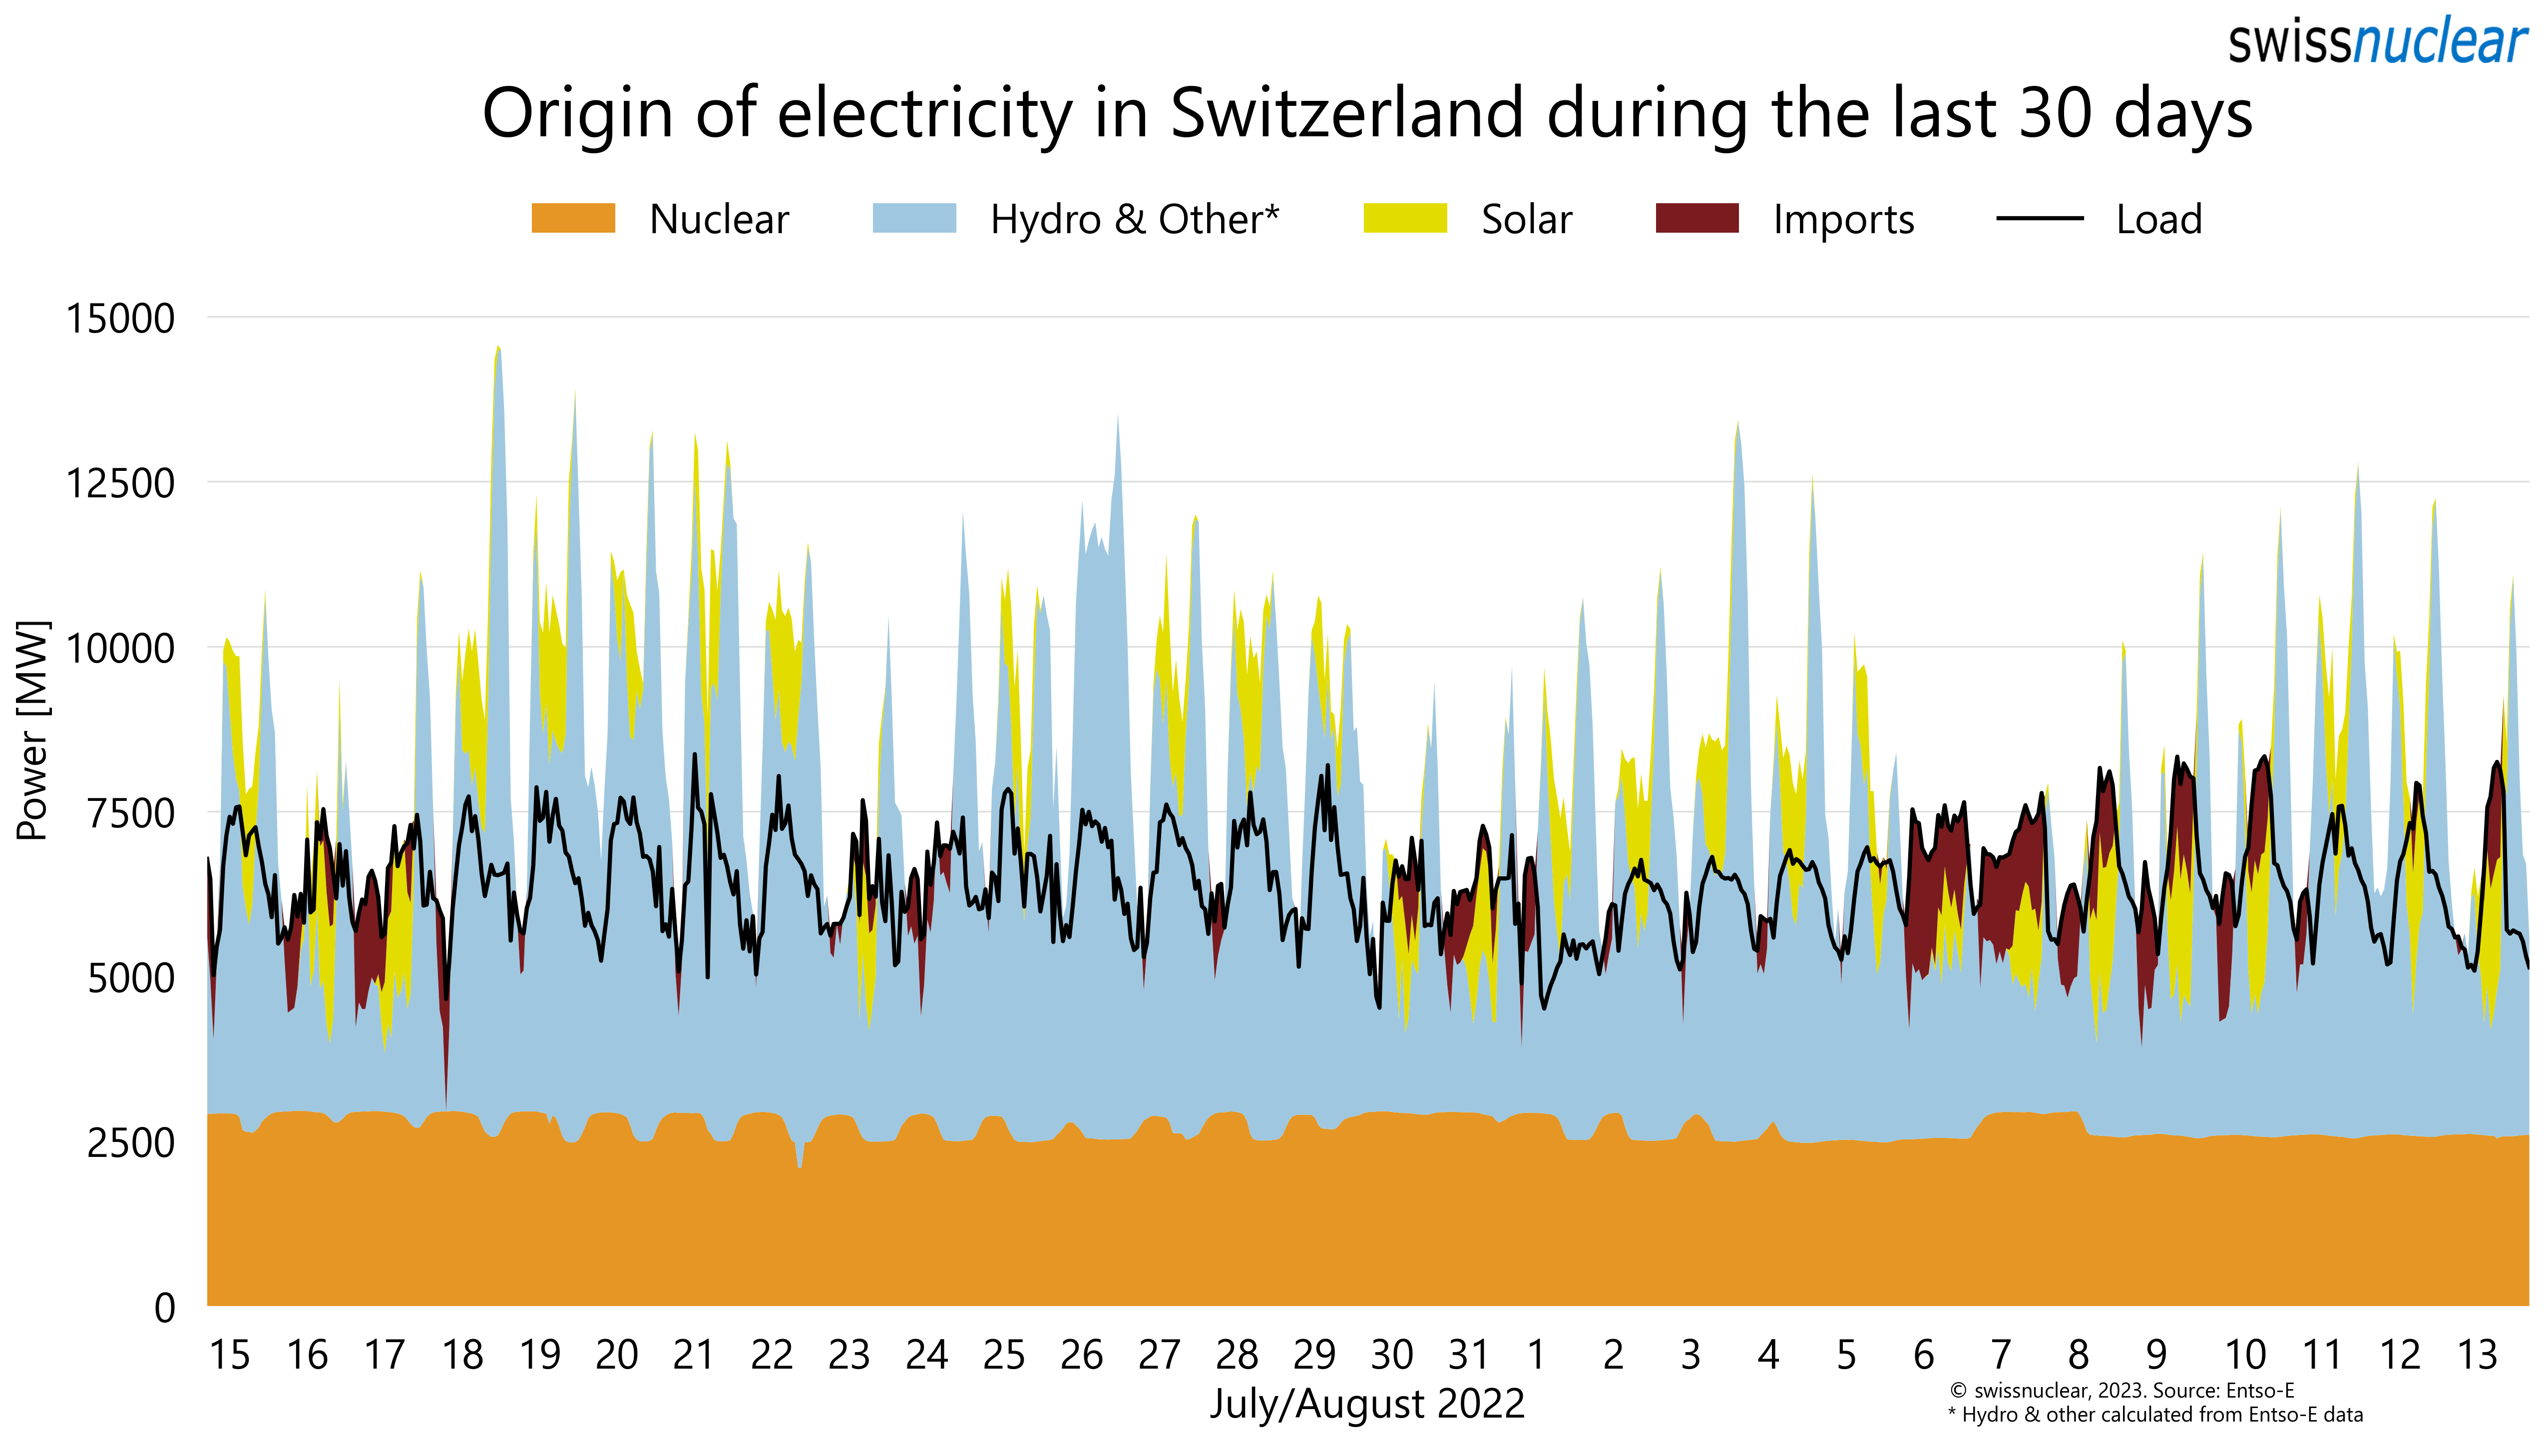 swissnuclear
Origin of electricity in Switzerland during the last 30 days
Nuclear Hydro & Other* Solar Imports Load
15000
12500
10000
7500
5000
2500
0
Power [MW]
15 16 17 18 19 20 21 22 23 24 25 26 27 28 29 30 31 1 2 3 4 5 6 7 8 9 10 11 12 13
July/August 2022
© swissnuclear, 2023. Source: Entso-E
* Hydro & other calculated from Entso-E data